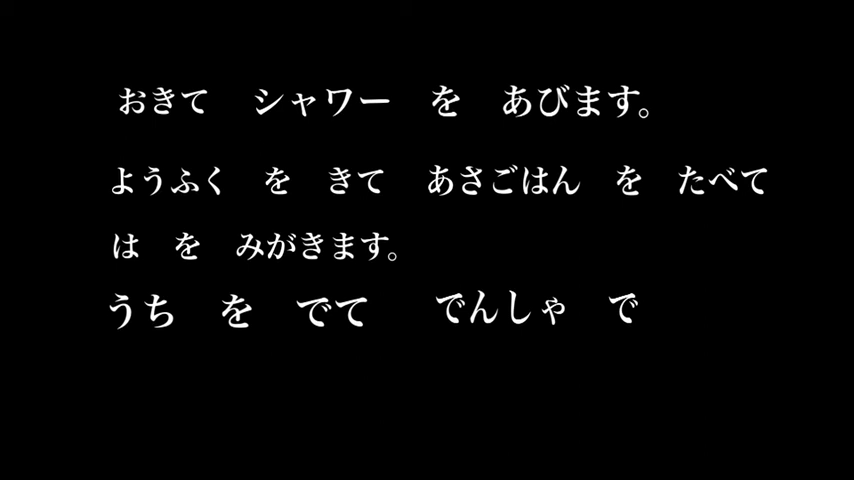 おきて　シャワー　を　あびます。
ようふく　を　きて　あさごはん　を　たべて
は　を　みがきます。
うち　を　でて　でんしゃ　で